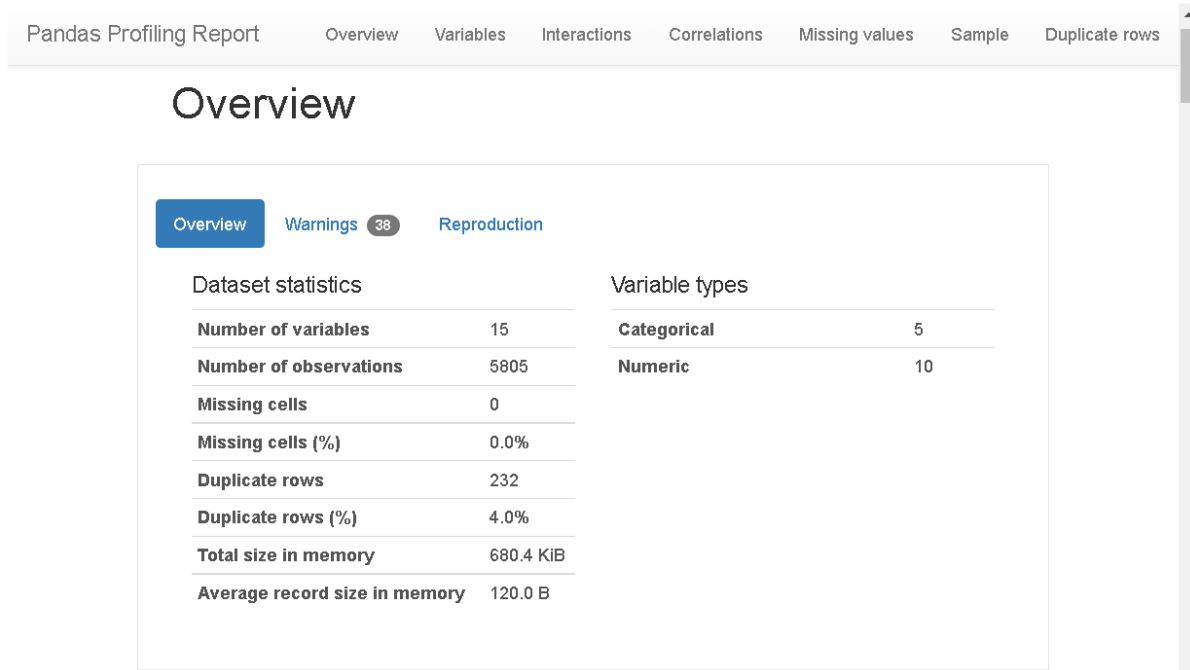 Pandas Profiling Report Overview Variables Interactions Correlations Missing values Sample Duplicate rows
Overview
Overview Warnings 38 Reproduction
Dataset statistics
Number of variables 15
Number of observations 5805
Missing cells 0
Missing cells (%) 0.0%
Duplicate rows 232
Duplicate rows (%) 4.0%
Total size in memory 680.4 KiB
Average record size in memory 120.0 B
Variable types
Categorical 5
Numeric 10